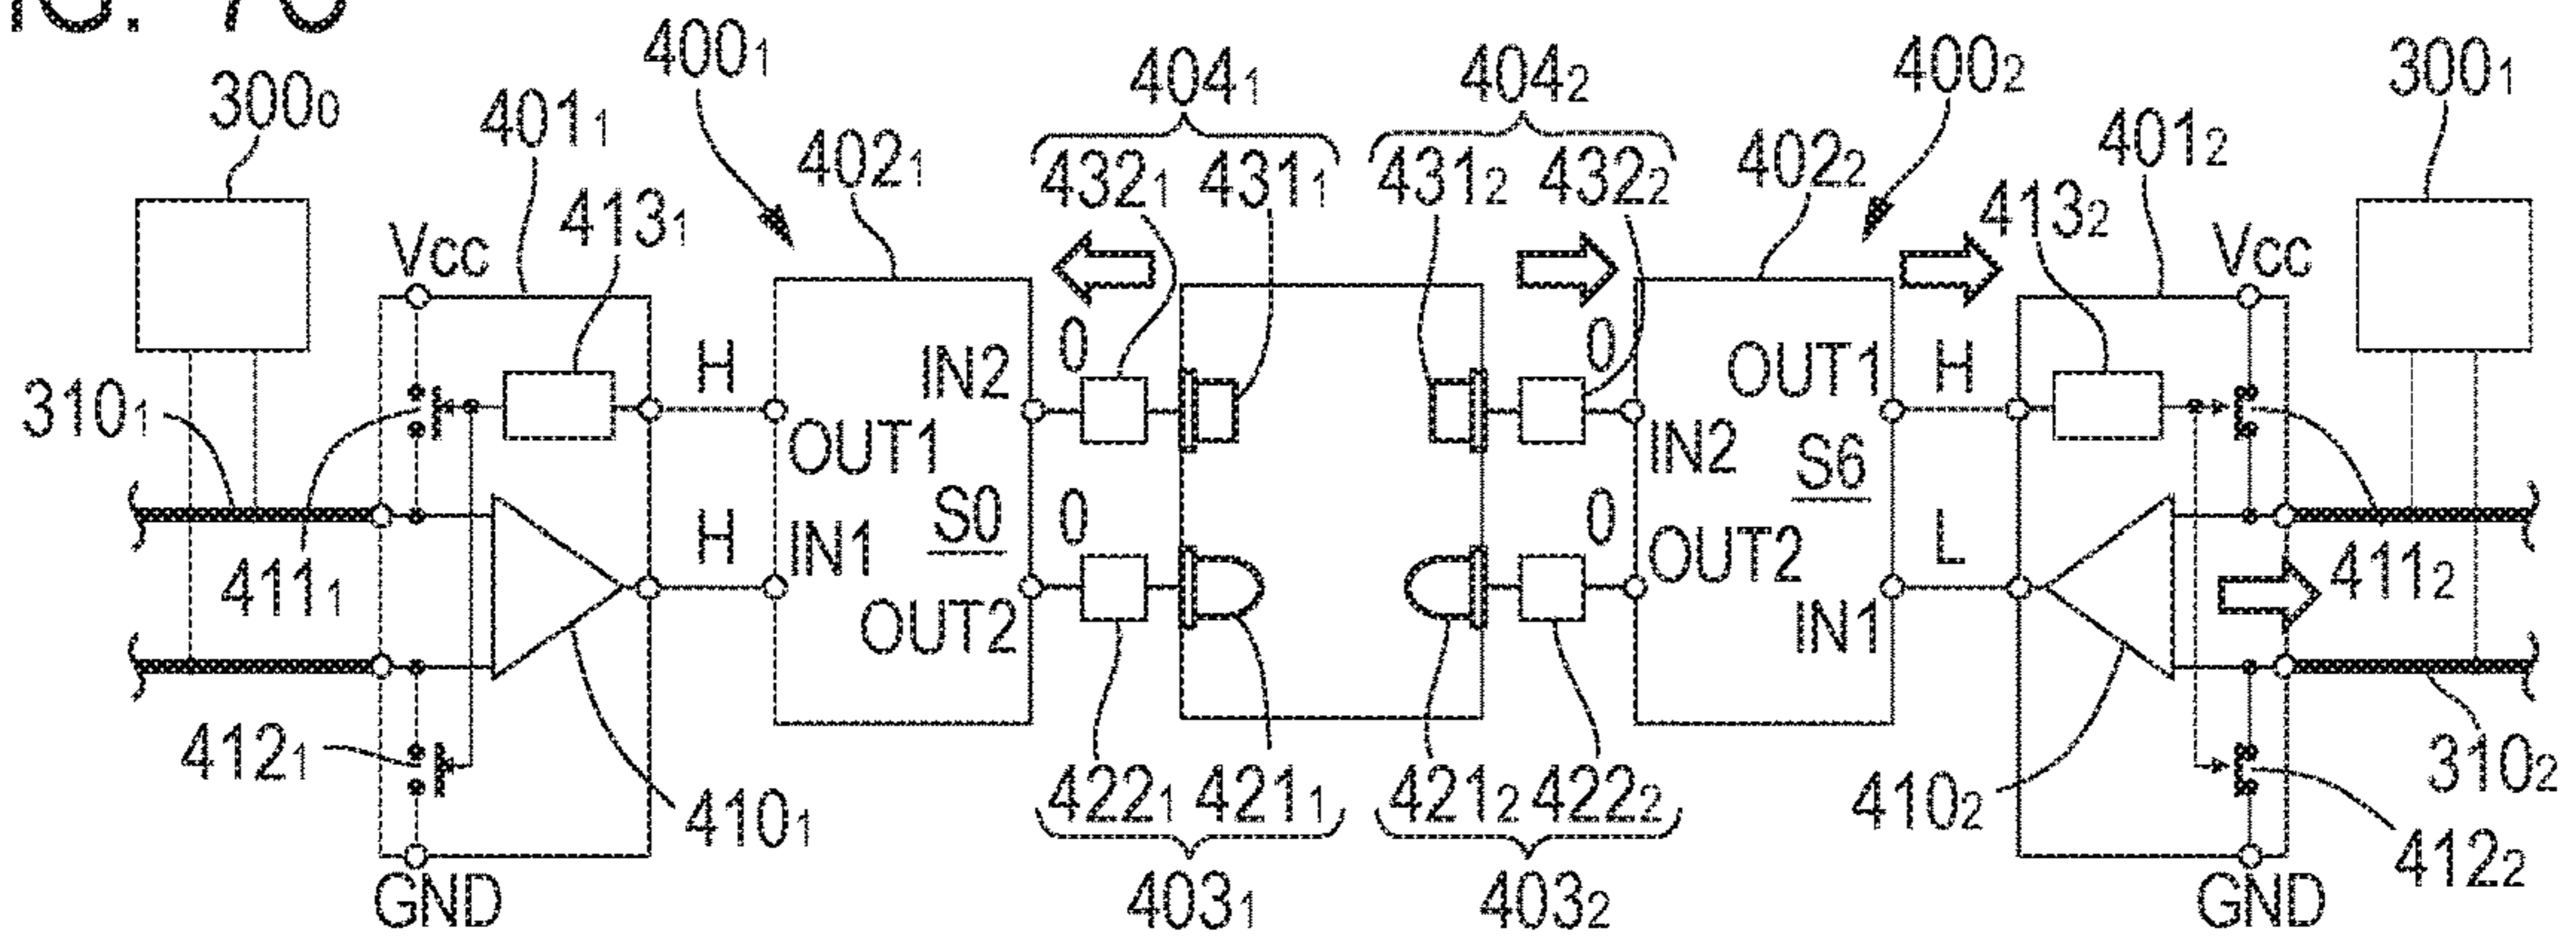 FIG. 7C
400₁ 404₁ 404₂ 400₂ 300₁
300₀ 401₁ 402₁ 432₁ 431₁ 431₂ 432₂ 402₂ 401₂
413₁ 413₂
Vcc Vcc
H IN2 0 0 OUT1 H
310₁ OUT1 IN2
S0 S6
411₁ H IN1 0 0 OUT2 L 411₂
OUT2 IN1
412₁ 422₁ 421₁ 421₂ 422₂ 410₂ 310₂
410₁ 412₂
GND 403₁ 403₂ GND